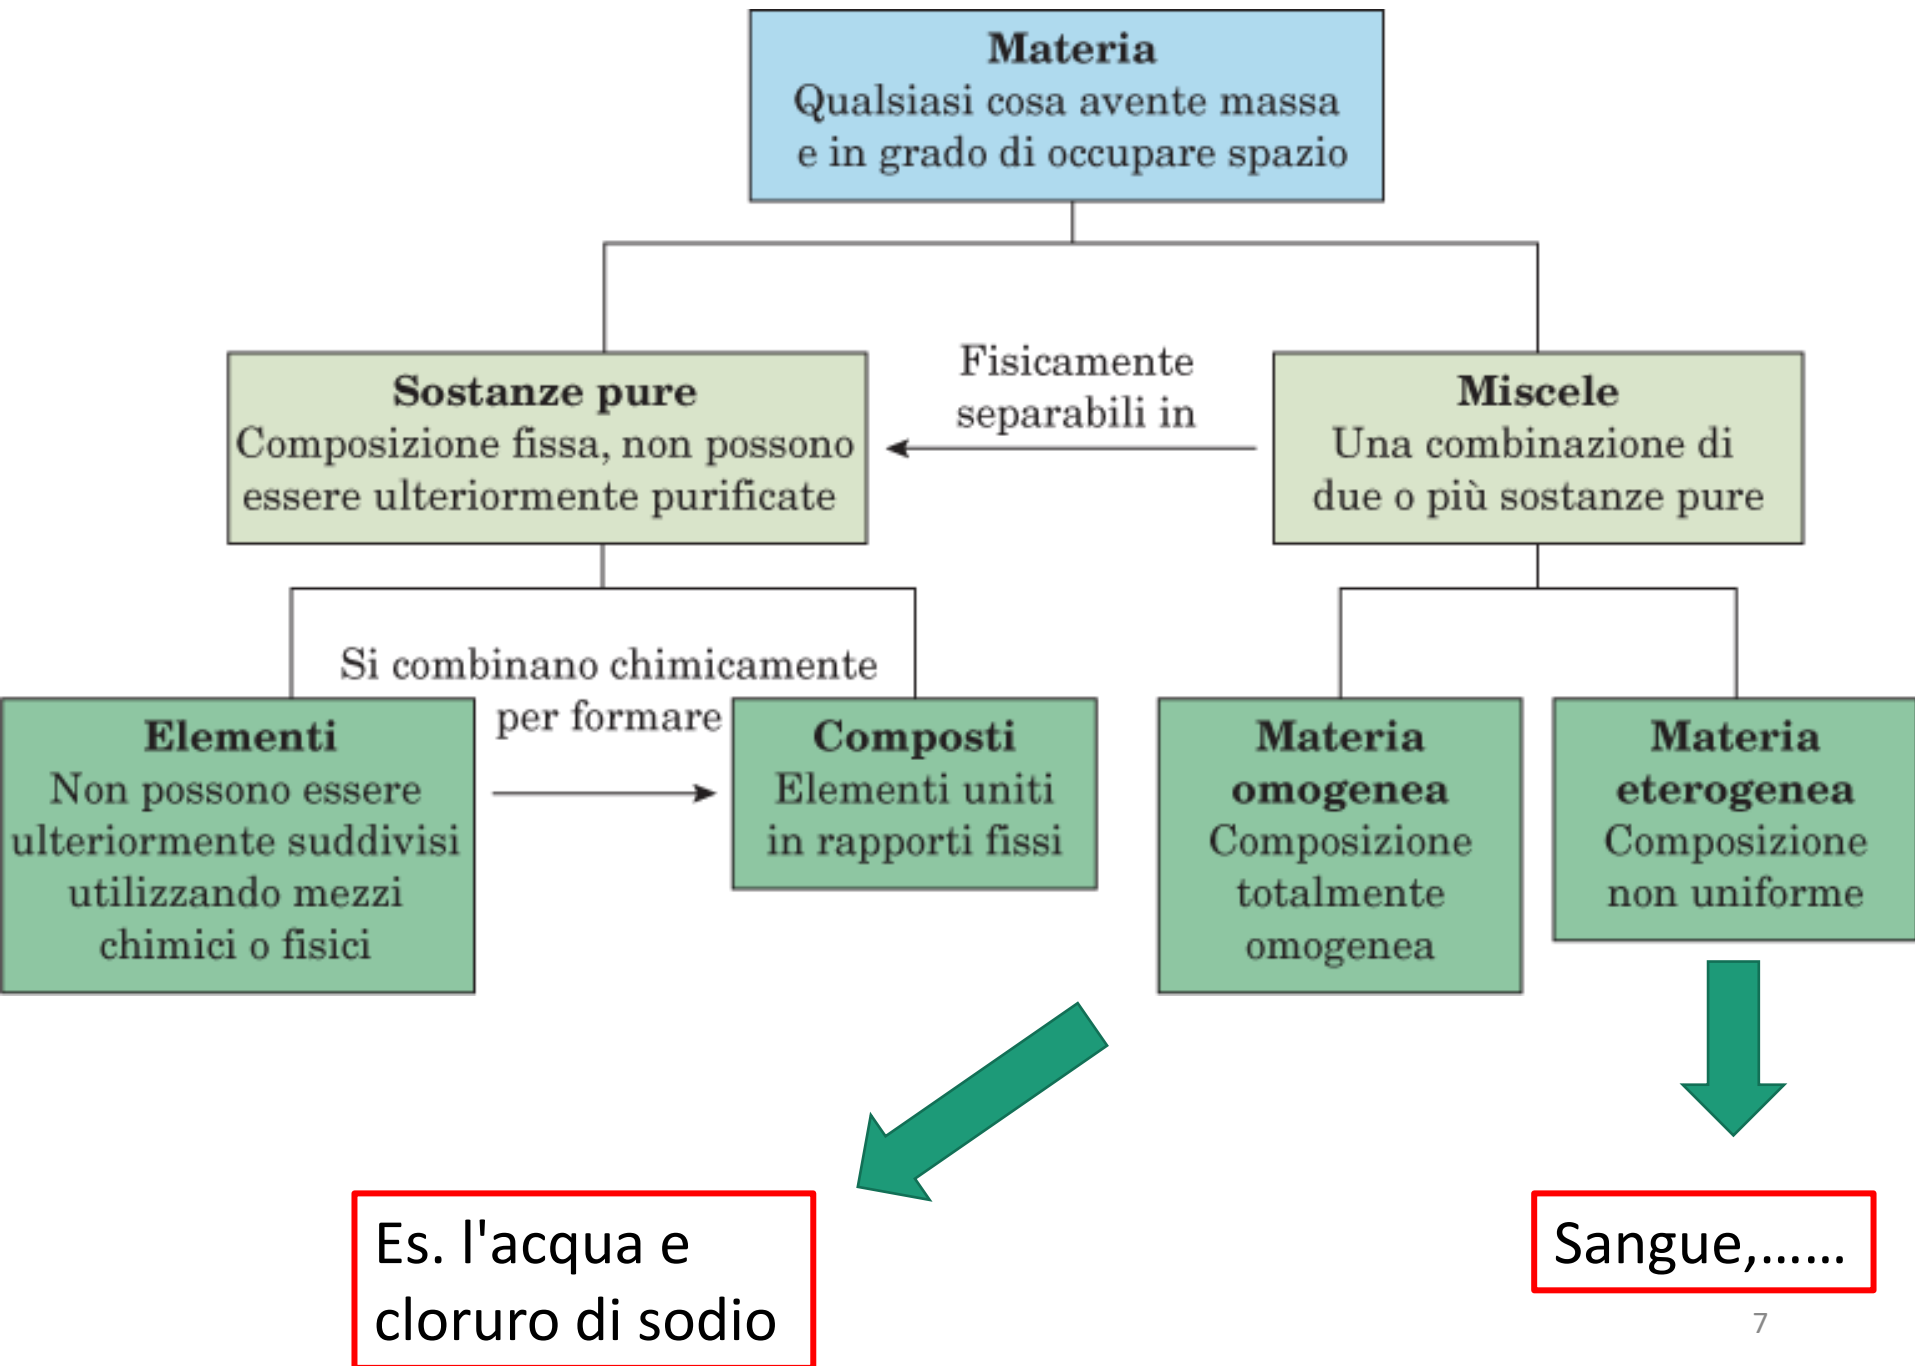 Materia
Qualsiasi cosa avente massa
e in grado di occupare spazio
Sostanze pure
Composizione fissa, non possono
essere ulteriormente purificate
Fisicamente
separabili in
Miscele
Una combinazione di
due o più sostanze pure
Si combinano chimicamente
per formare
Elementi
Non possono essere
ulteriormente suddivisi
utilizzando mezzi
chimici o fisici
Composti
Elementi uniti
in rapporti fissi
Materia
omogenea
Composizione
totalmente
omogenea
Materia
eterogenea
Composizione
non uniforme
Es. l'acqua e
cloruro di sodio
Sangue,......
7